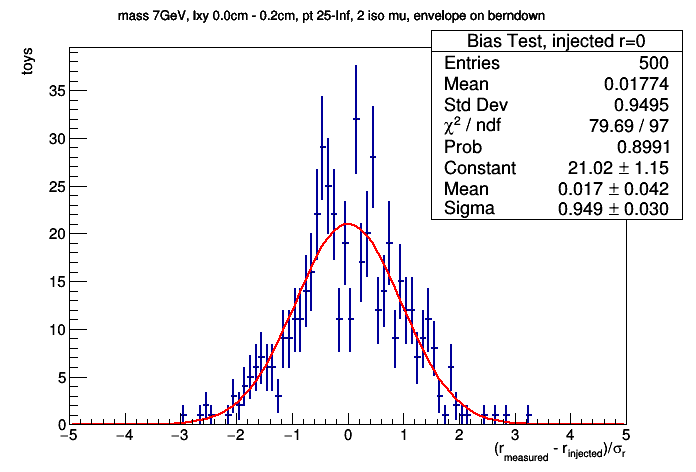 mass 7GeV, lxy 0.0cm - 0.2cm, pt 25-Inf, 2 iso mu, envelope on berndown
Bias Test, injected r=0
Entries 500
Mean 0.01774
Std Dev 0.9495
χ² / ndf 79.69 / 97
Prob 0.8991
Constant 21.02 ± 1.15
Mean 0.017 ± 0.042
Sigma 0.949 ± 0.030
toys
35
30
25
20
15
10
5
0
−5 −4 −3 −2 −1 0 1 2 3 4 5
(r_measured - r_injected)/σ_r